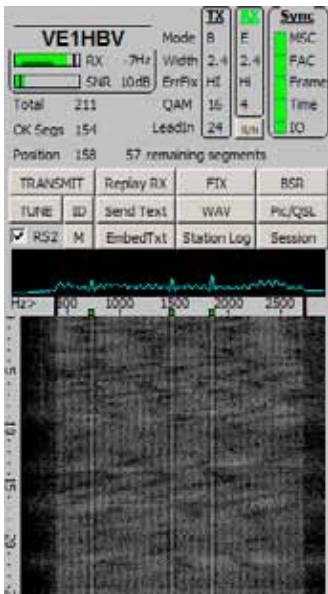 TX RX Sync
VE1HBV Mode B E MSC
RX -7Hz Width 2.4 2.4 FAC
SNR 10dB ErrFix HI Hi Frame
Total 211 QAM 16 4 Time
OK Segs 154 LeadIn 24 IO
Position 158 57 remaining segments
TRANSMIT Replay RX FIX BSR
TUNE ID Send Text WAV Pic/QSL
RS2 M EmbedTxt Station Log Session
Hz> 500 1000 1500 2000 2500
5
10
15
20